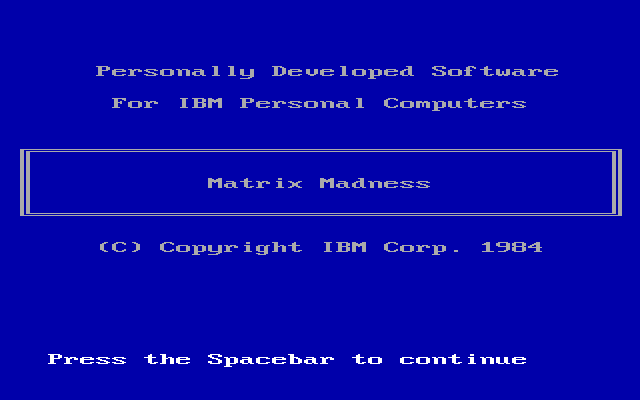 Personally Developed Software
For IBM Personal Computers
Matrix Madness
(C) Copyright IBM Corp. 1984
Press the Spacebar to continue